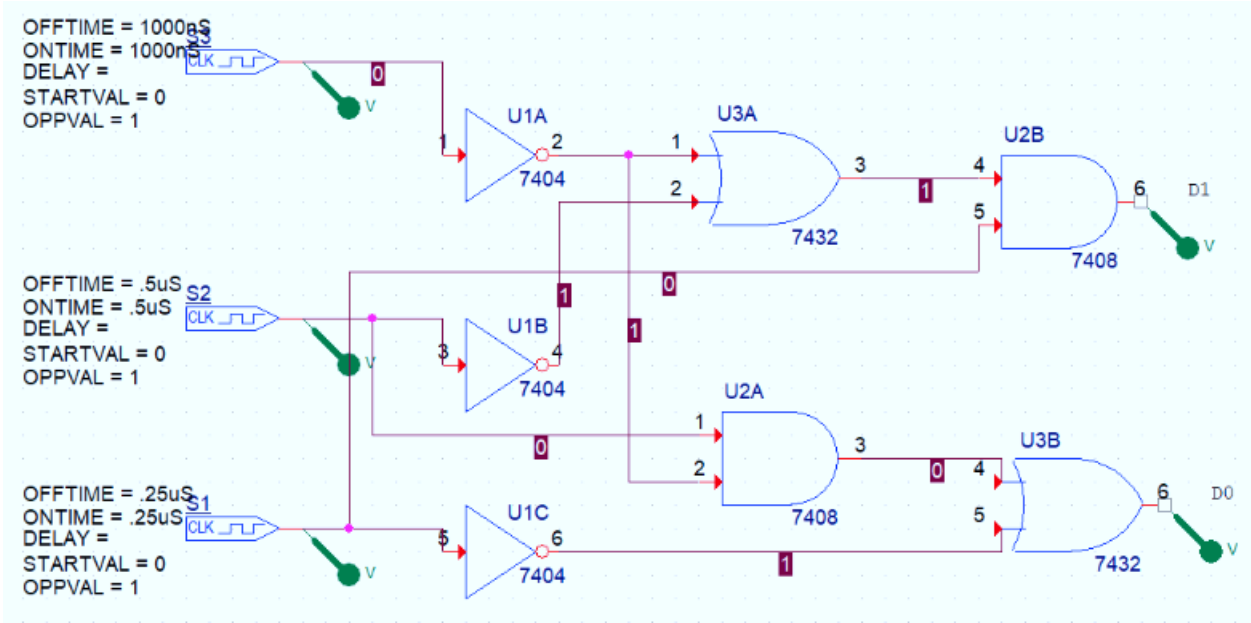 OFFTIME = 1000nS
S3
ONTIME = 1000nS
CLK
DELAY =
STARTVAL = 0
OPPVAL = 1
0
V
1
U1A
2
7404
U3A
1
2
3
7432
1
U2B
4
5
6
7408
D1
V
OFFTIME = .5uS
S2
ONTIME = .5uS
CLK
DELAY =
STARTVAL = 0
OPPVAL = 1
V
3
U1B
4
7404
1
0
1
0
U2A
1
2
3
7408
0
U3B
4
5
6
7432
D0
V
OFFTIME = .25uS
S1
ONTIME = .25uS
CLK
DELAY =
STARTVAL = 0
OPPVAL = 1
V
5
U1C
6
7404
1